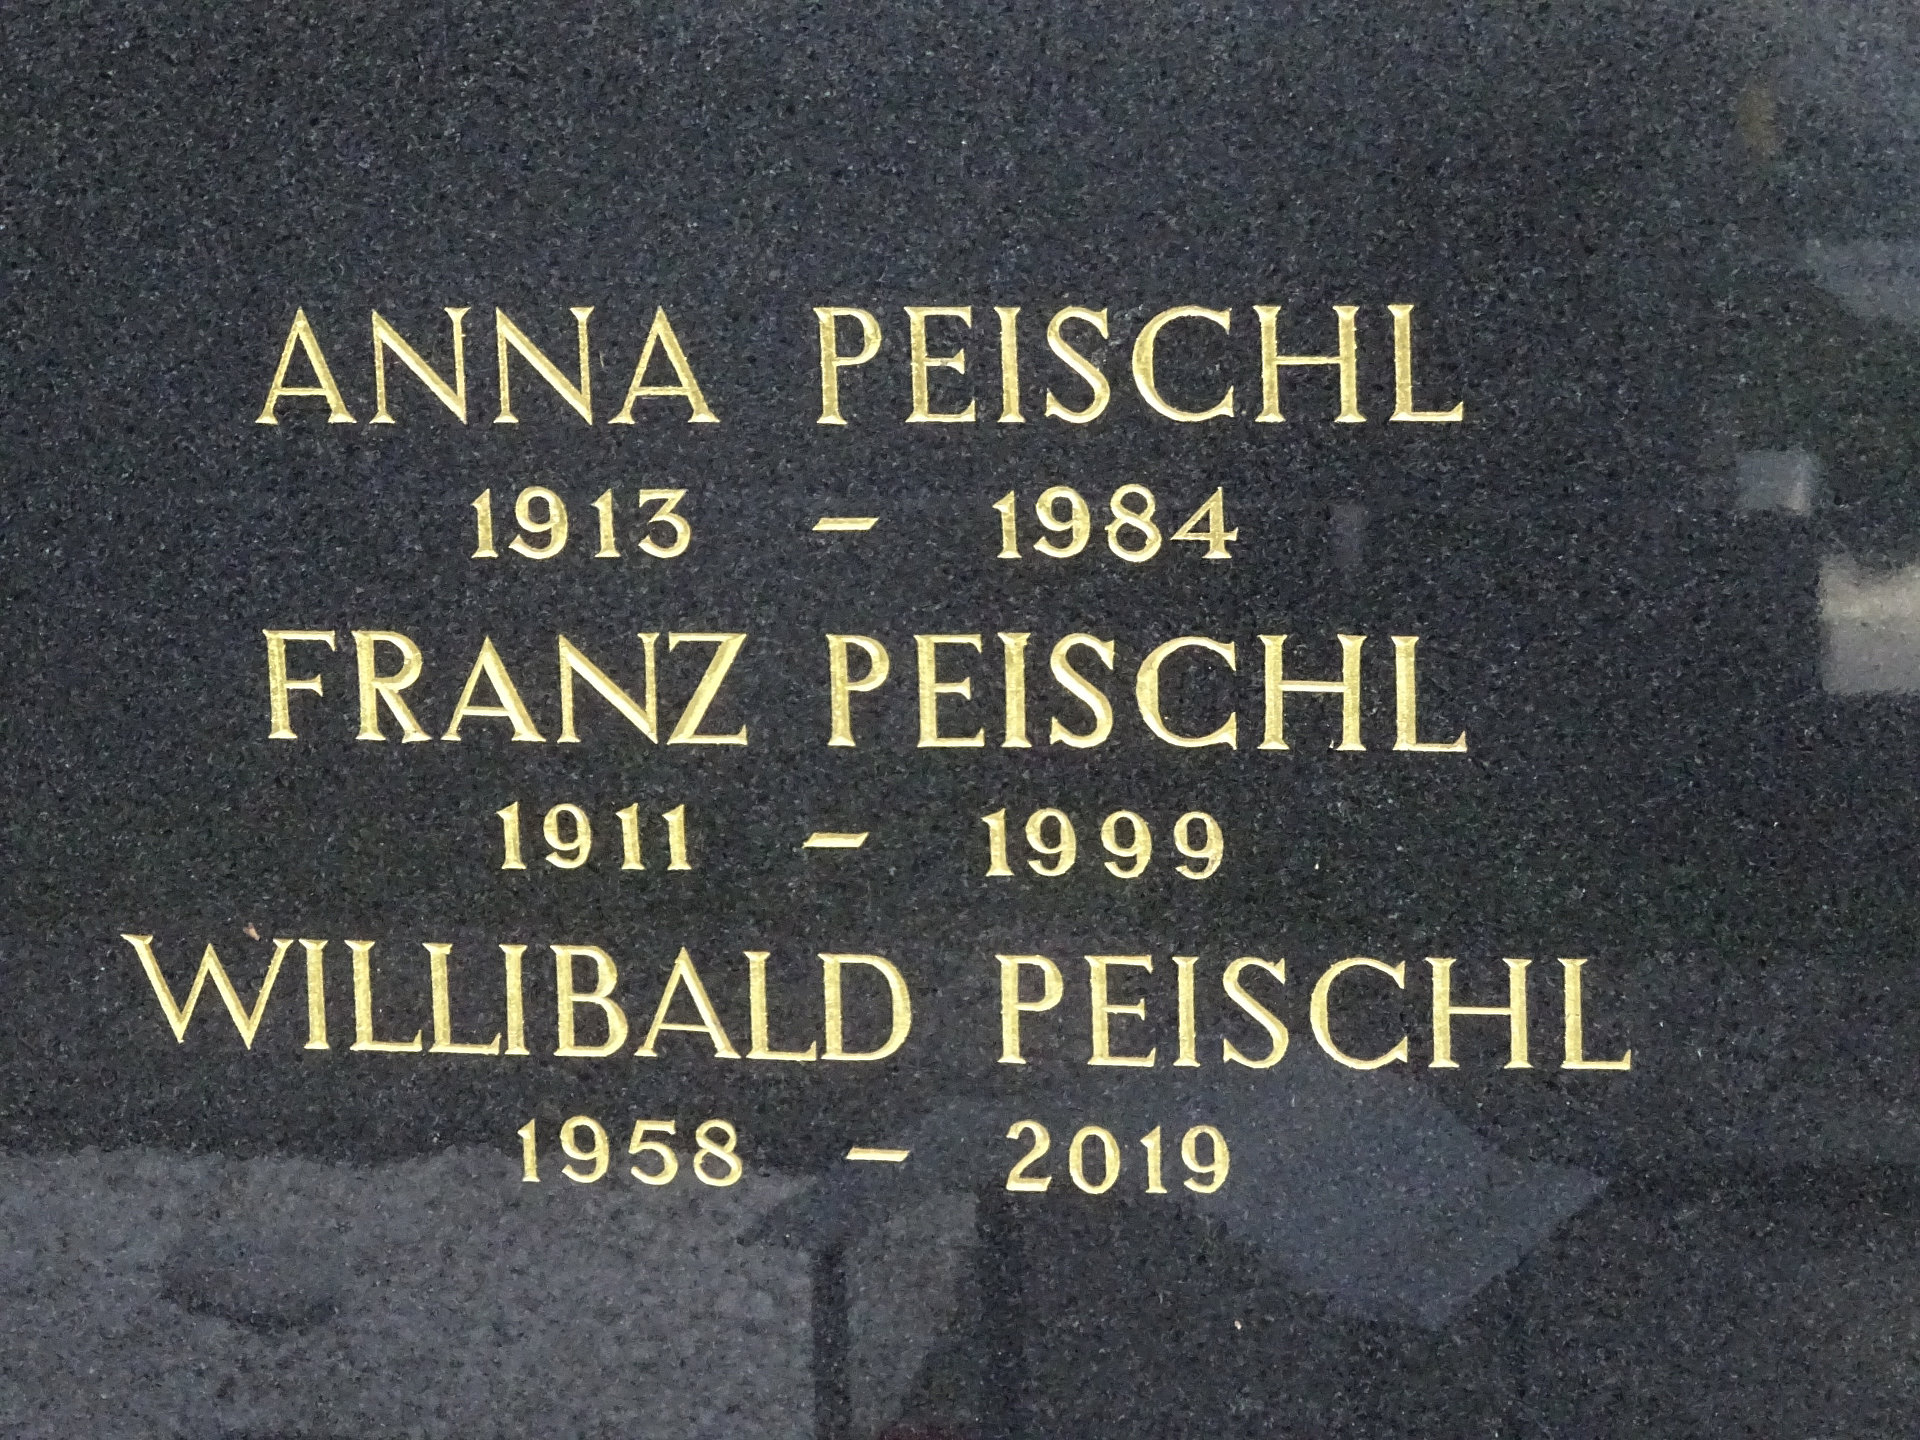 ANNA PEISCHL
1913 - 1984
FRANZ PEISCHL
1911 - 1999
WILLIBALD PEISCHL
1958 - 2019